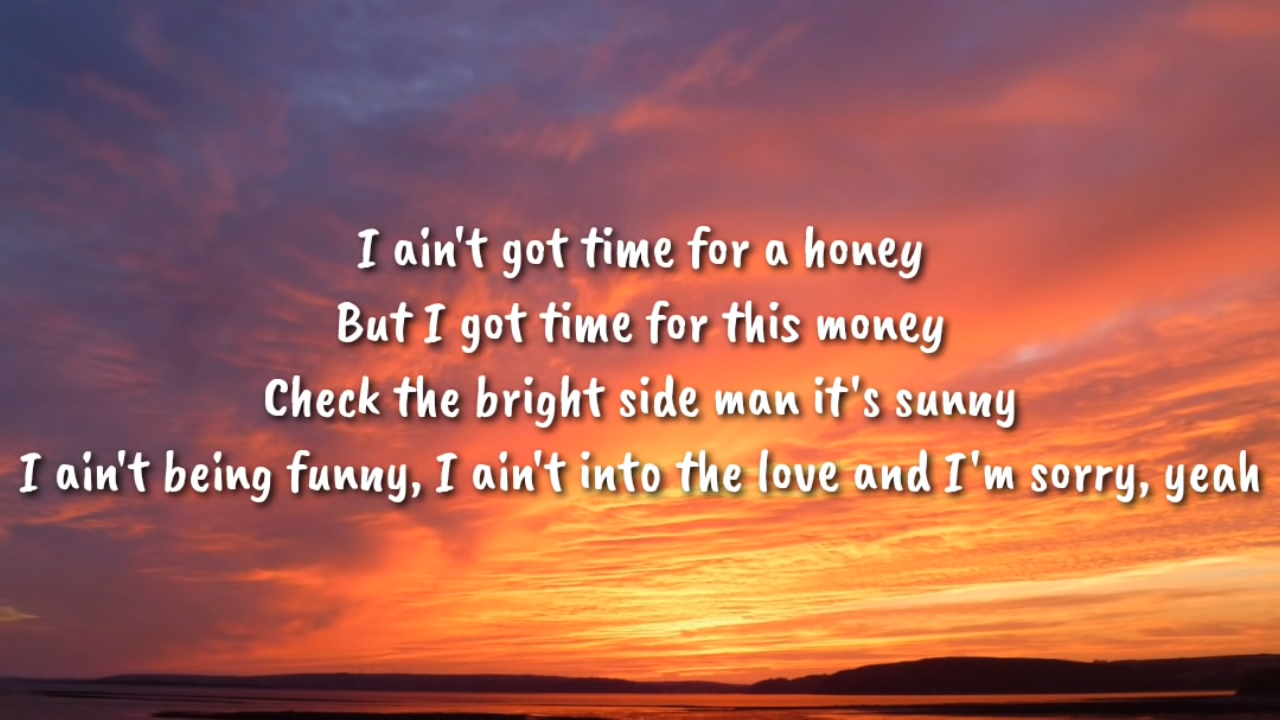 I ain't got time for a honey
But I got time for this money
Check the bright side man it's sunny
I ain't being funny, I ain't into the love and I'm sorry, yeah